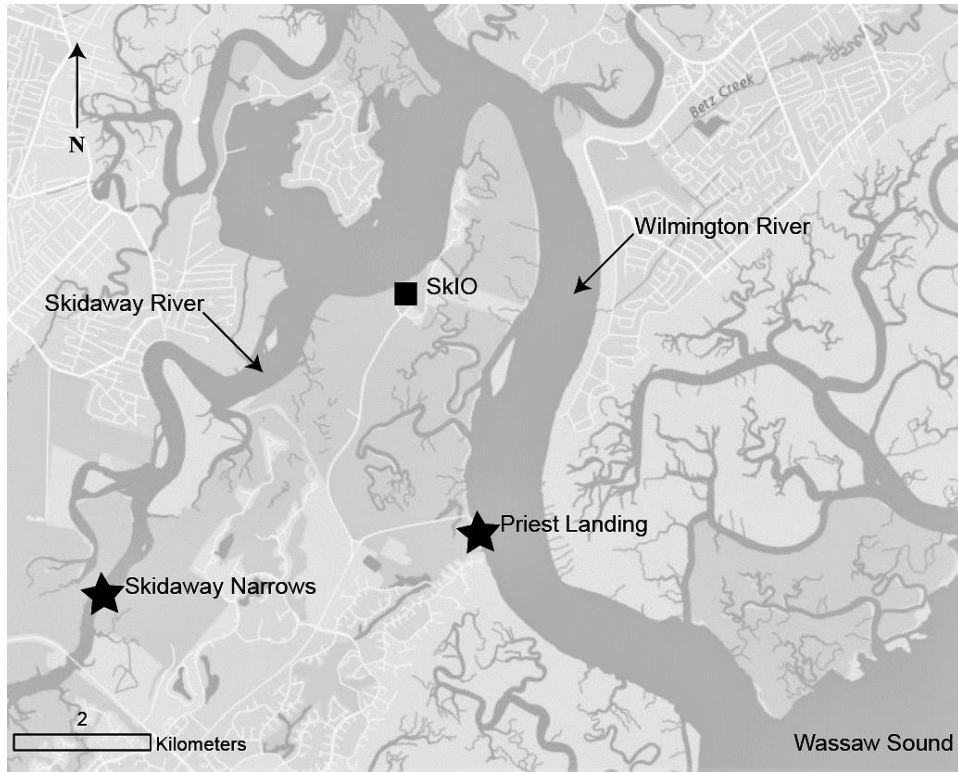 N
Betz Creek
Wilmington River
SkIO
Skidaway River
Priest Landing
Skidaway Narrows
2
Kilometers
Wassaw Sound